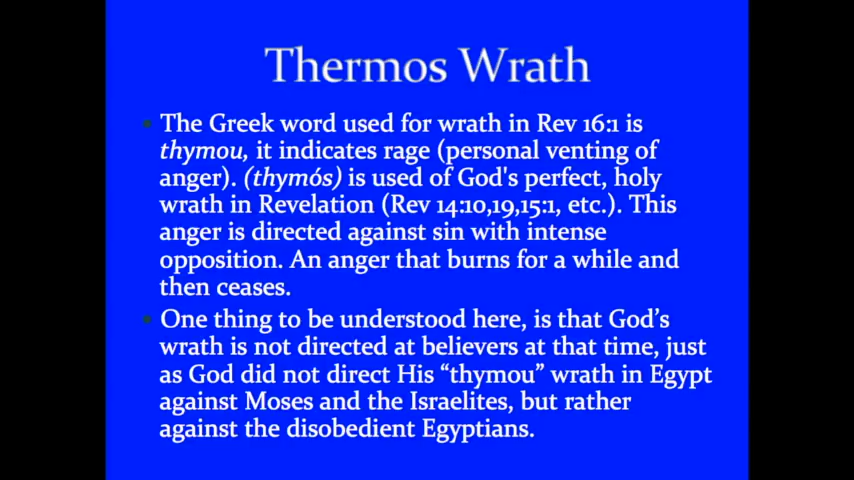 Thermos Wrath
• The Greek word used for wrath in Rev 16:1 is
thymou, it indicates rage (personal venting of
anger). (thymós) is used of God's perfect, holy
wrath in Revelation (Rev 14:10,19,15:1, etc.). This
anger is directed against sin with intense
opposition. An anger that burns for a while and
then ceases.
• One thing to be understood here, is that God’s
wrath is not directed at believers at that time, just
as God did not direct His “thymou” wrath in Egypt
against Moses and the Israelites, but rather
against the disobedient Egyptians.